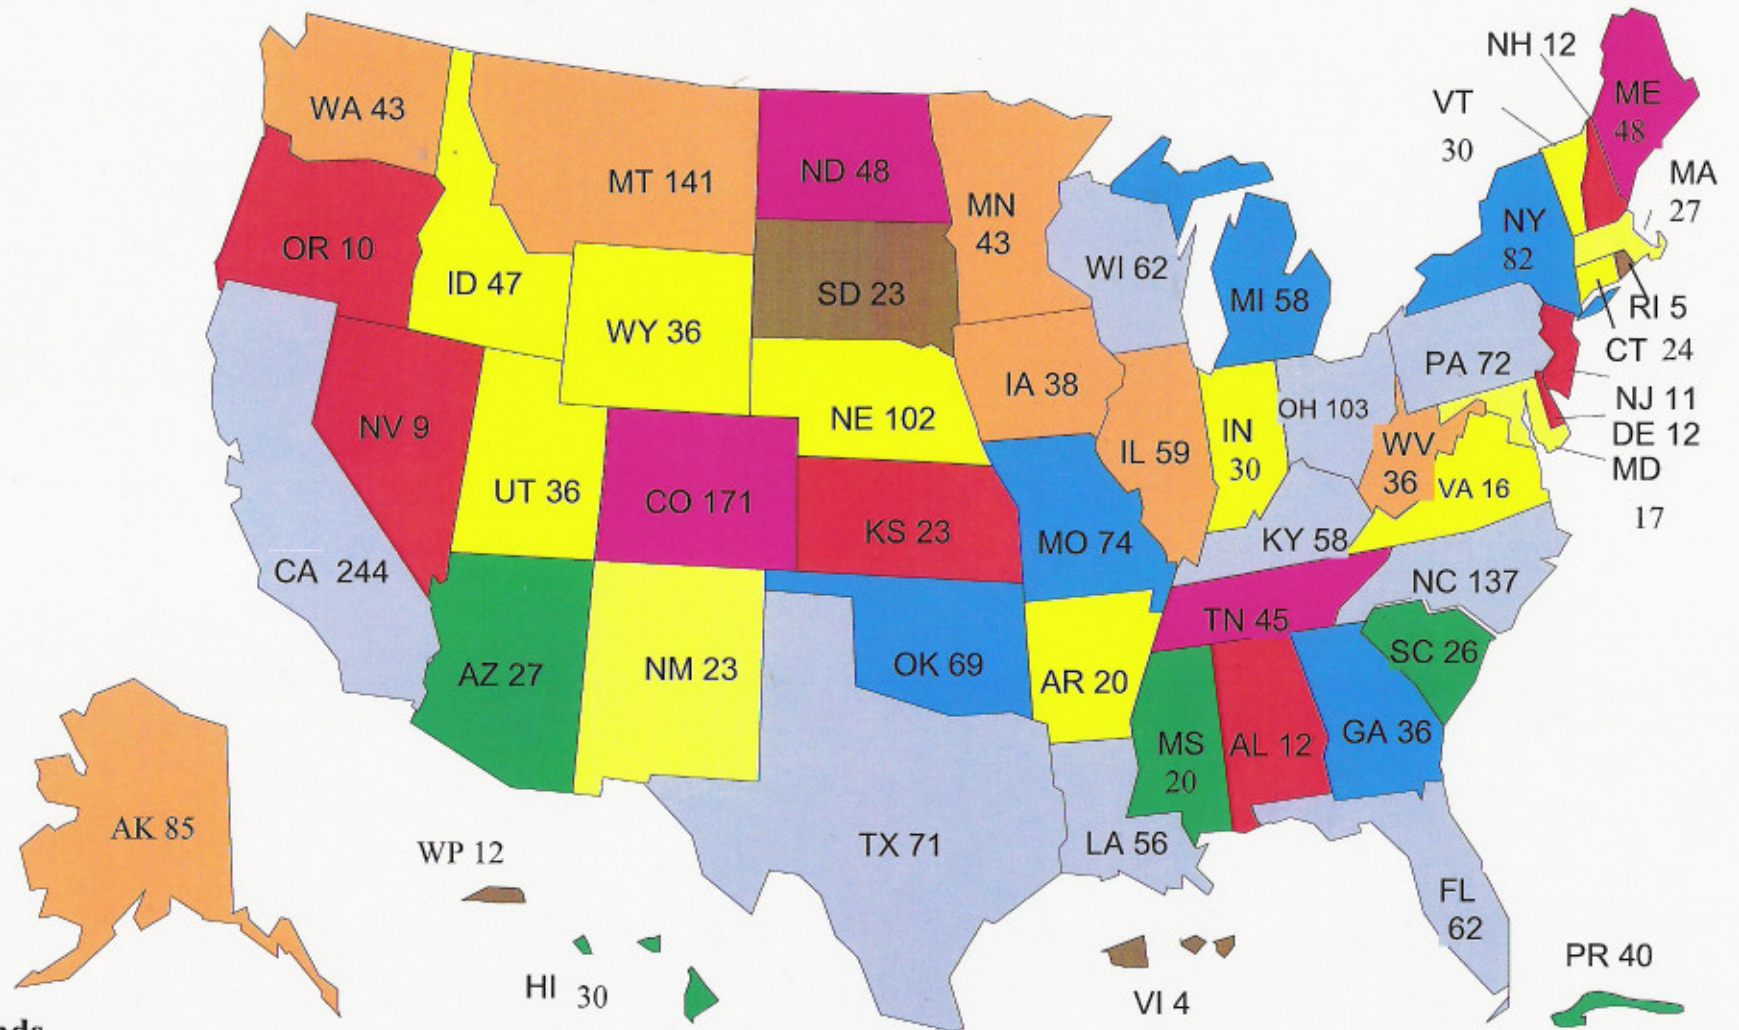 NH 12
VT
30
ME
48
MA
27
WA 43
MT 141
ND 48
MN
43
OR 10
ID 47
SD 23
WI 62
MI 58
NY
82
RI 5
CT 24
WY 36
PA 72
NJ 11
DE 12
MD
17
IA 38
NE 102
NV 9
OH 103
IN
30
IL 59
WV
36
VA 16
UT 36
CO 171
KS 23
MO 74
KY 58
CA 244
NC 137
TN 45
AZ 27
NM 23
OK 69
AR 20
SC 26
MS
20
AL 12
GA 36
AK 85
WP 12
TX 71
LA 56
FL
62
HI 30
VI 4
PR 40